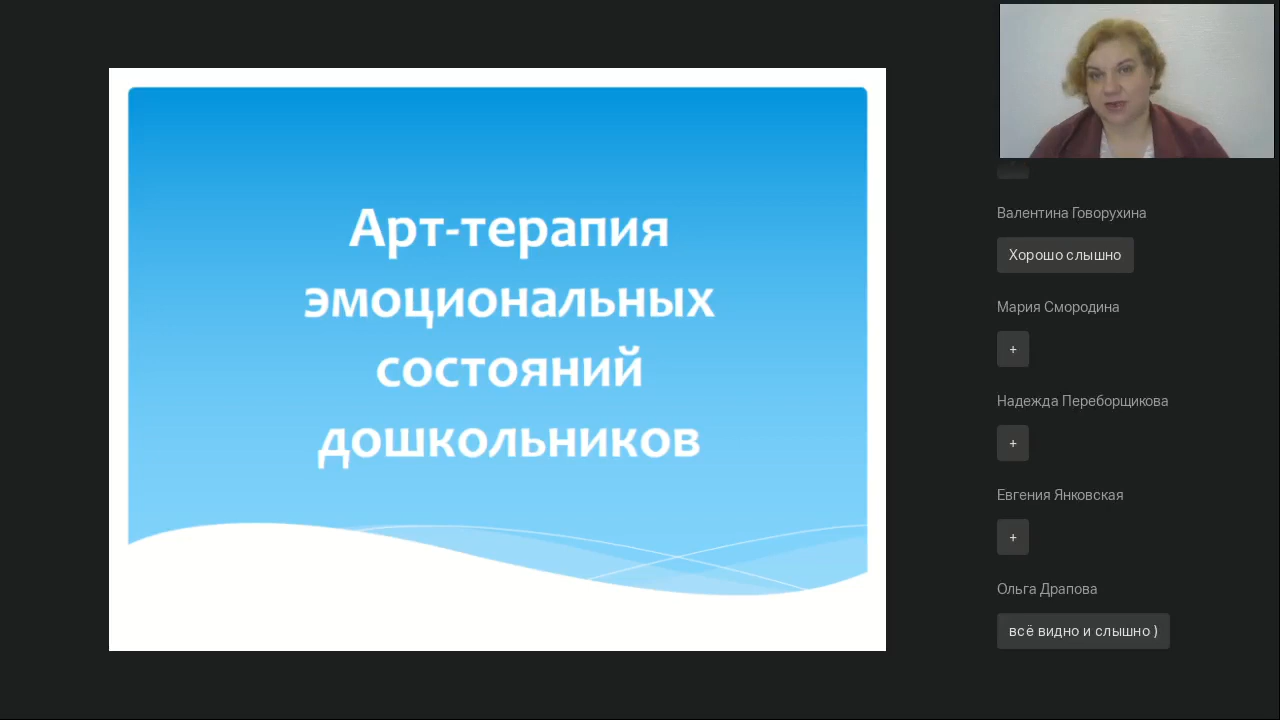 Арт-терапия
эмоциональных
состояний
дошкольников
Валентина Говорухина
Хорошо слышно
Мария Смородина
+
Надежда Переборщикова
+
Евгения Янковская
+
Ольга Драпова
всё видно и слышно )